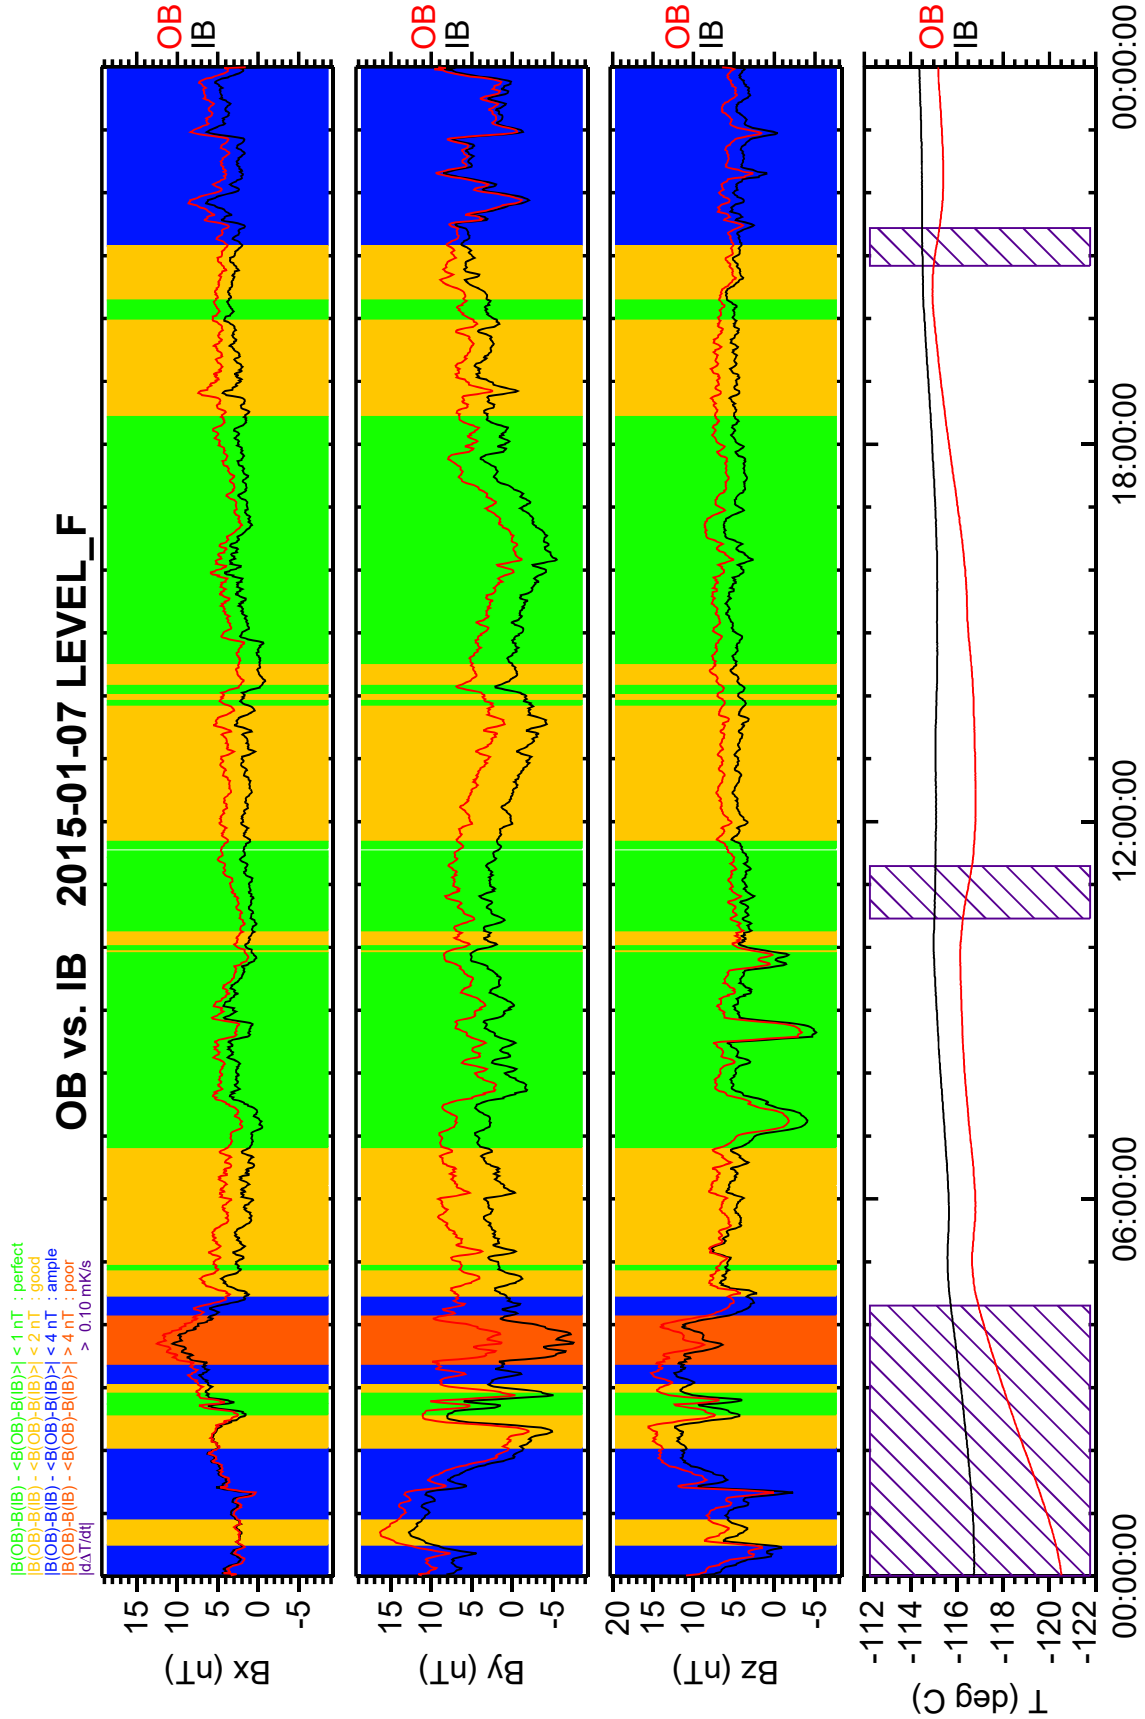 |B(OB)-B(IB) - <B(OB)-B(IB)>| < 1 nT : perfect
|B(OB)-B(IB) - <B(OB)-B(IB)>| < 2 nT : good
|B(OB)-B(IB) - <B(OB)-B(IB)>| < 4 nT : ample
|B(OB)-B(IB) - <B(OB)-B(IB)>| > 4 nT : poor
|dΔT/dt| > 0.10 mK/s
OB vs. IB 2015-01-07 LEVEL_F
Bx (nT)
15
10
5
0
-5
OB
IB
By (nT)
15
10
5
0
-5
OB
IB
Bz (nT)
20
15
10
5
0
-5
OB
IB
T (deg C)
-112
-114
-116
-118
-120
-122
OB
IB
00:00:00
06:00:00
12:00:00
18:00:00
00:00:00